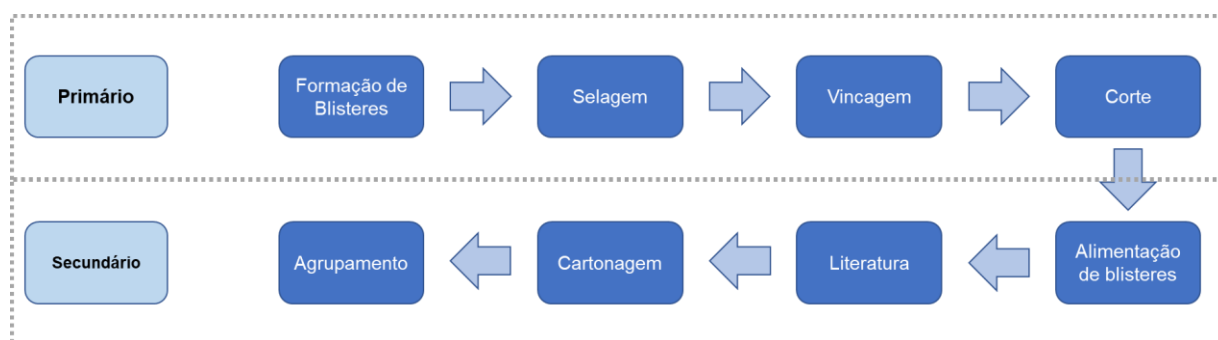 Primário
Formação de
Blisteres
Selagem
Vincagem
Corte
Secundário
Agrupamento
Cartonagem
Literatura
Alimentação
de blisteres